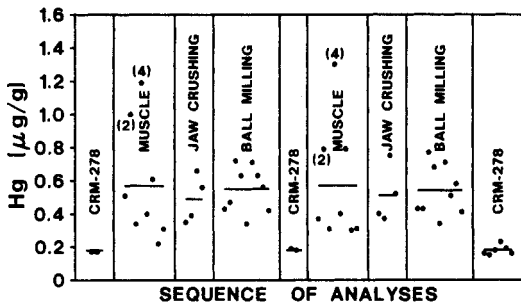 Hg (μg/g)
1.6
1.4
1.2
1.0
0.8
0.6
0.4
0.2
0
CRM-278
(2)
(4)
MUSCLE
JAW CRUSHING
BALL MILLING
CRM-278
(2)
(4)
MUSCLE
JAW CRUSHING
BALL MILLING
CRM-278
SEQUENCE OF ANALYSES